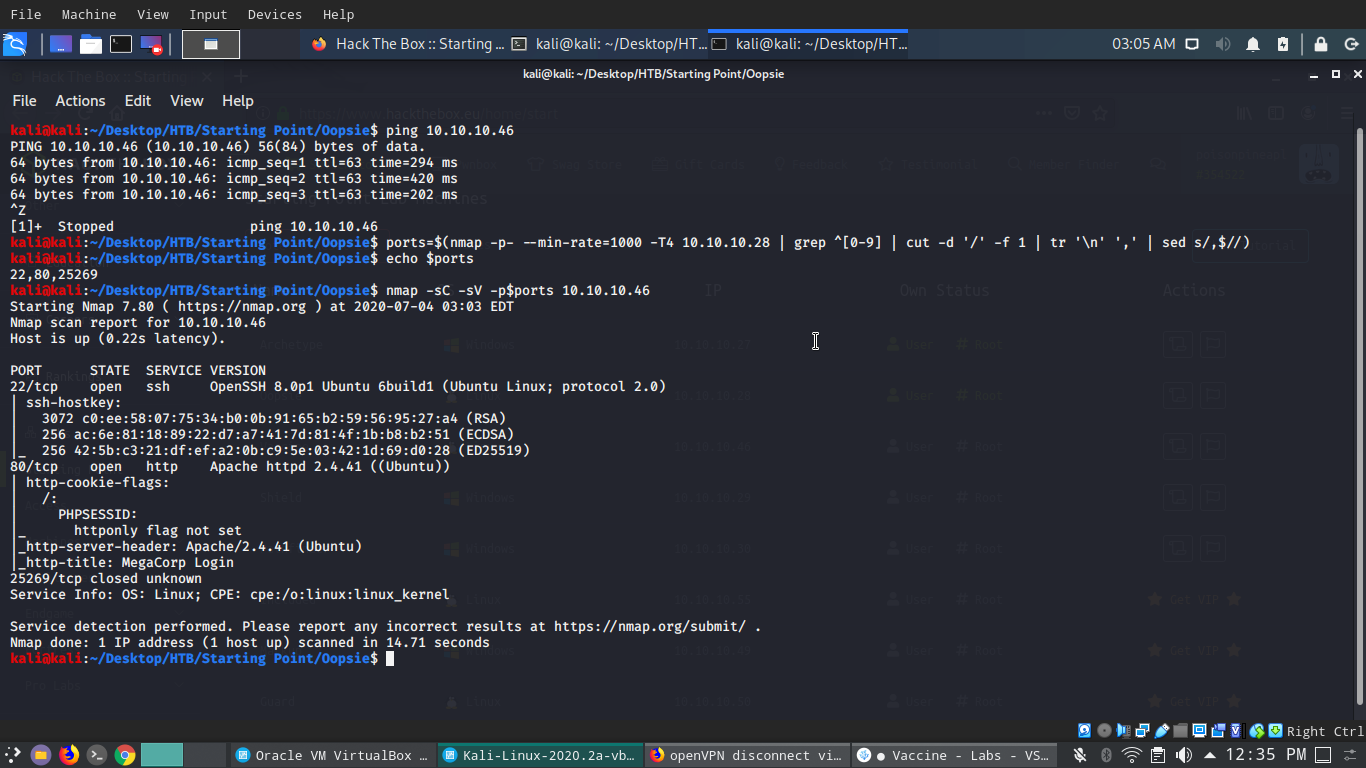 File Machine View Input Devices Help
Hack The Box :: Starting ... kali@kali: ~/Desktop/HT... kali@kali: ~/Desktop/HT... 03:05 AM
kali@kali: ~/Desktop/HTB/Starting Point/Oopsie
File Actions Edit View Help
kali@kali:~/Desktop/HTB/Starting Point/Oopsie$ ping 10.10.10.46
PING 10.10.10.46 (10.10.10.46) 56(84) bytes of data.
64 bytes from 10.10.10.46: icmp_seq=1 ttl=63 time=294 ms
64 bytes from 10.10.10.46: icmp_seq=2 ttl=63 time=420 ms
64 bytes from 10.10.10.46: icmp_seq=3 ttl=63 time=202 ms
^Z
[1]+  Stopped                 ping 10.10.10.46
kali@kali:~/Desktop/HTB/Starting Point/Oopsie$ ports=$(nmap -p- --min-rate=1000 -T4 10.10.10.28 | grep ^[0-9] | cut -d '/' -f 1 | tr '\n' ',' | sed s/,$//)
kali@kali:~/Desktop/HTB/Starting Point/Oopsie$ echo $ports
22,80,25269
kali@kali:~/Desktop/HTB/Starting Point/Oopsie$ nmap -sC -sV -p$ports 10.10.10.46
Starting Nmap 7.80 ( https://nmap.org ) at 2020-07-04 03:03 EDT
Nmap scan report for 10.10.10.46
Host is up (0.22s latency).
PORT      STATE  SERVICE VERSION
22/tcp    open   ssh     OpenSSH 8.0p1 Ubuntu 6build1 (Ubuntu Linux; protocol 2.0)
| ssh-hostkey:
|   3072 c0:ee:58:07:75:34:b0:0b:91:65:b2:59:56:95:27:a4 (RSA)
|   256 ac:6e:81:18:89:22:d7:a7:41:7d:81:4f:1b:b8:b2:51 (ECDSA)
|_  256 42:5b:c3:21:df:ef:a2:0b:c9:5e:03:42:1d:69:d0:28 (ED25519)
80/tcp    open   http    Apache httpd 2.4.41 ((Ubuntu))
| http-cookie-flags:
|   /:
|     PHPSESSID:
|_      httponly flag not set
|_http-server-header: Apache/2.4.41 (Ubuntu)
|_http-title: MegaCorp Login
25269/tcp closed unknown
Service Info: OS: Linux; CPE: cpe:/o:linux:linux_kernel
Service detection performed. Please report any incorrect results at https://nmap.org/submit/ .
Nmap done: 1 IP address (1 host up) scanned in 14.71 seconds
kali@kali:~/Desktop/HTB/Starting Point/Oopsie$
Right Ctrl
Oracle VM VirtualBox ... Kali-Linux-2020.2a-vb... openVPN disconnect vi... ● Vaccine - Labs - VS... 12:35 PM